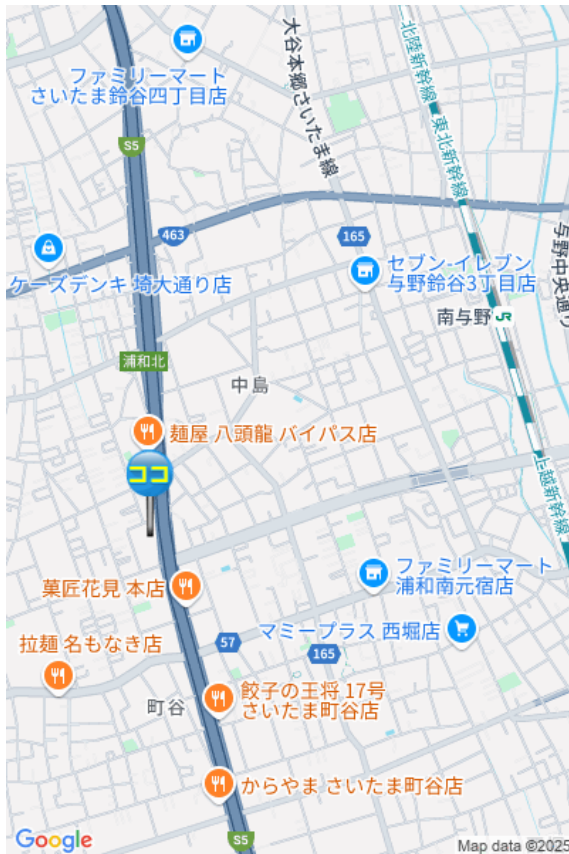 ファミリーマート
さいたま鈴谷四丁目店
大谷本郷さいたま線
北陸新幹線
東北新幹線
S5
463
165
与野中央通り
ケーズデンキ 埼大通り店
セブン-イレブン
与野鈴谷3丁目店
南与野
JR
浦和北
中島
麺屋 八頭龍 バイパス店
上越新幹線
ココ
ファミリーマート
浦和南元宿店
菓匠花見 本店
マミープラス 西堀店
57
165
拉麺 名もなき店
餃子の王将 17号
さいたま町谷店
町谷
からやま さいたま町谷店
S5
Google
Map data ©2025